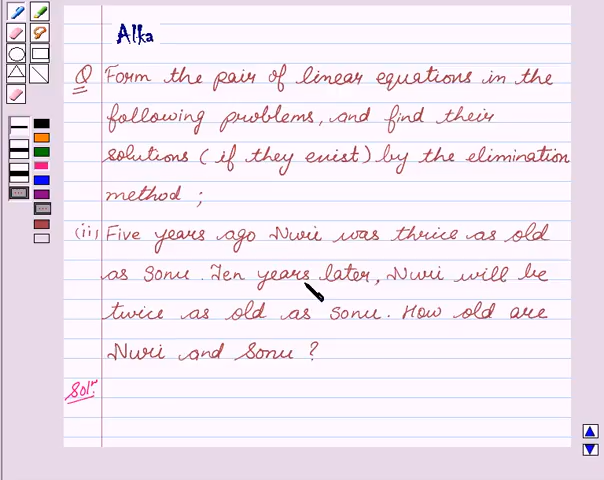 Alka
Q Form the pair of linear equations in the
following problems, and find their
solutions (if they exist) by the elimination
method ;
(ii) Five years ago Nuri was thrice as old
as Sonu. Ten years later, Nuri will be
twice as old as Sonu. How old are
Nuri and Sonu ?
Solⁿ: